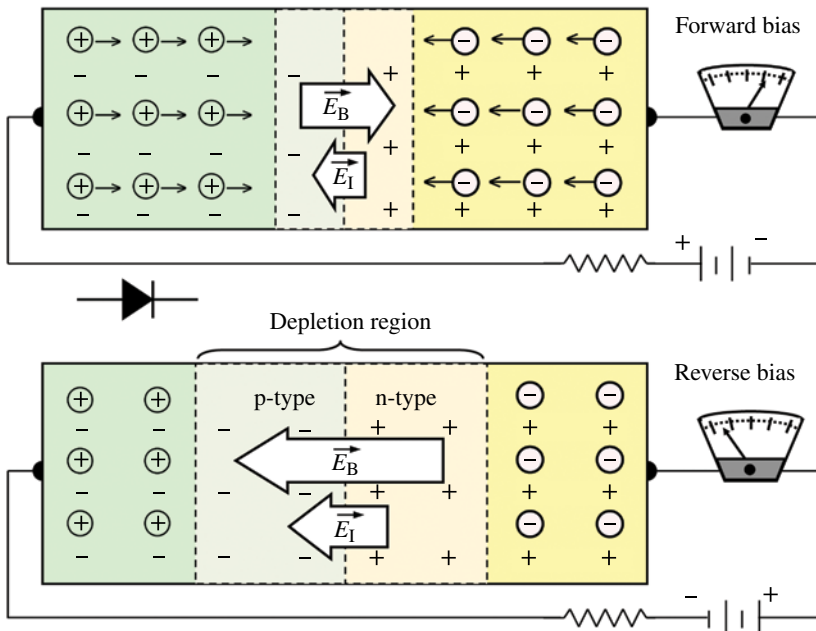 Forward bias
E_B
E_I
+ −
Depletion region
Reverse bias
p-type n-type
E_B
E_I
− +